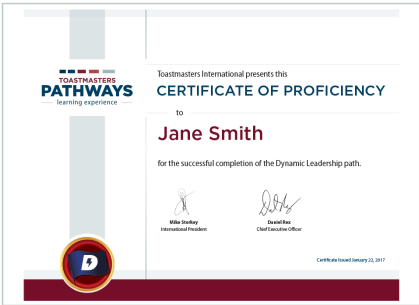 TOASTMASTERS
PATHWAYS
learning experience
Toastmasters International presents this
CERTIFICATE OF PROFICIENCY
to
Jane Smith
for the successful completion of the Dynamic Leadership path.
Mike Storkey
International President
Daniel Rex
Chief Executive Officer
Certificate Issued January 22, 2017
D